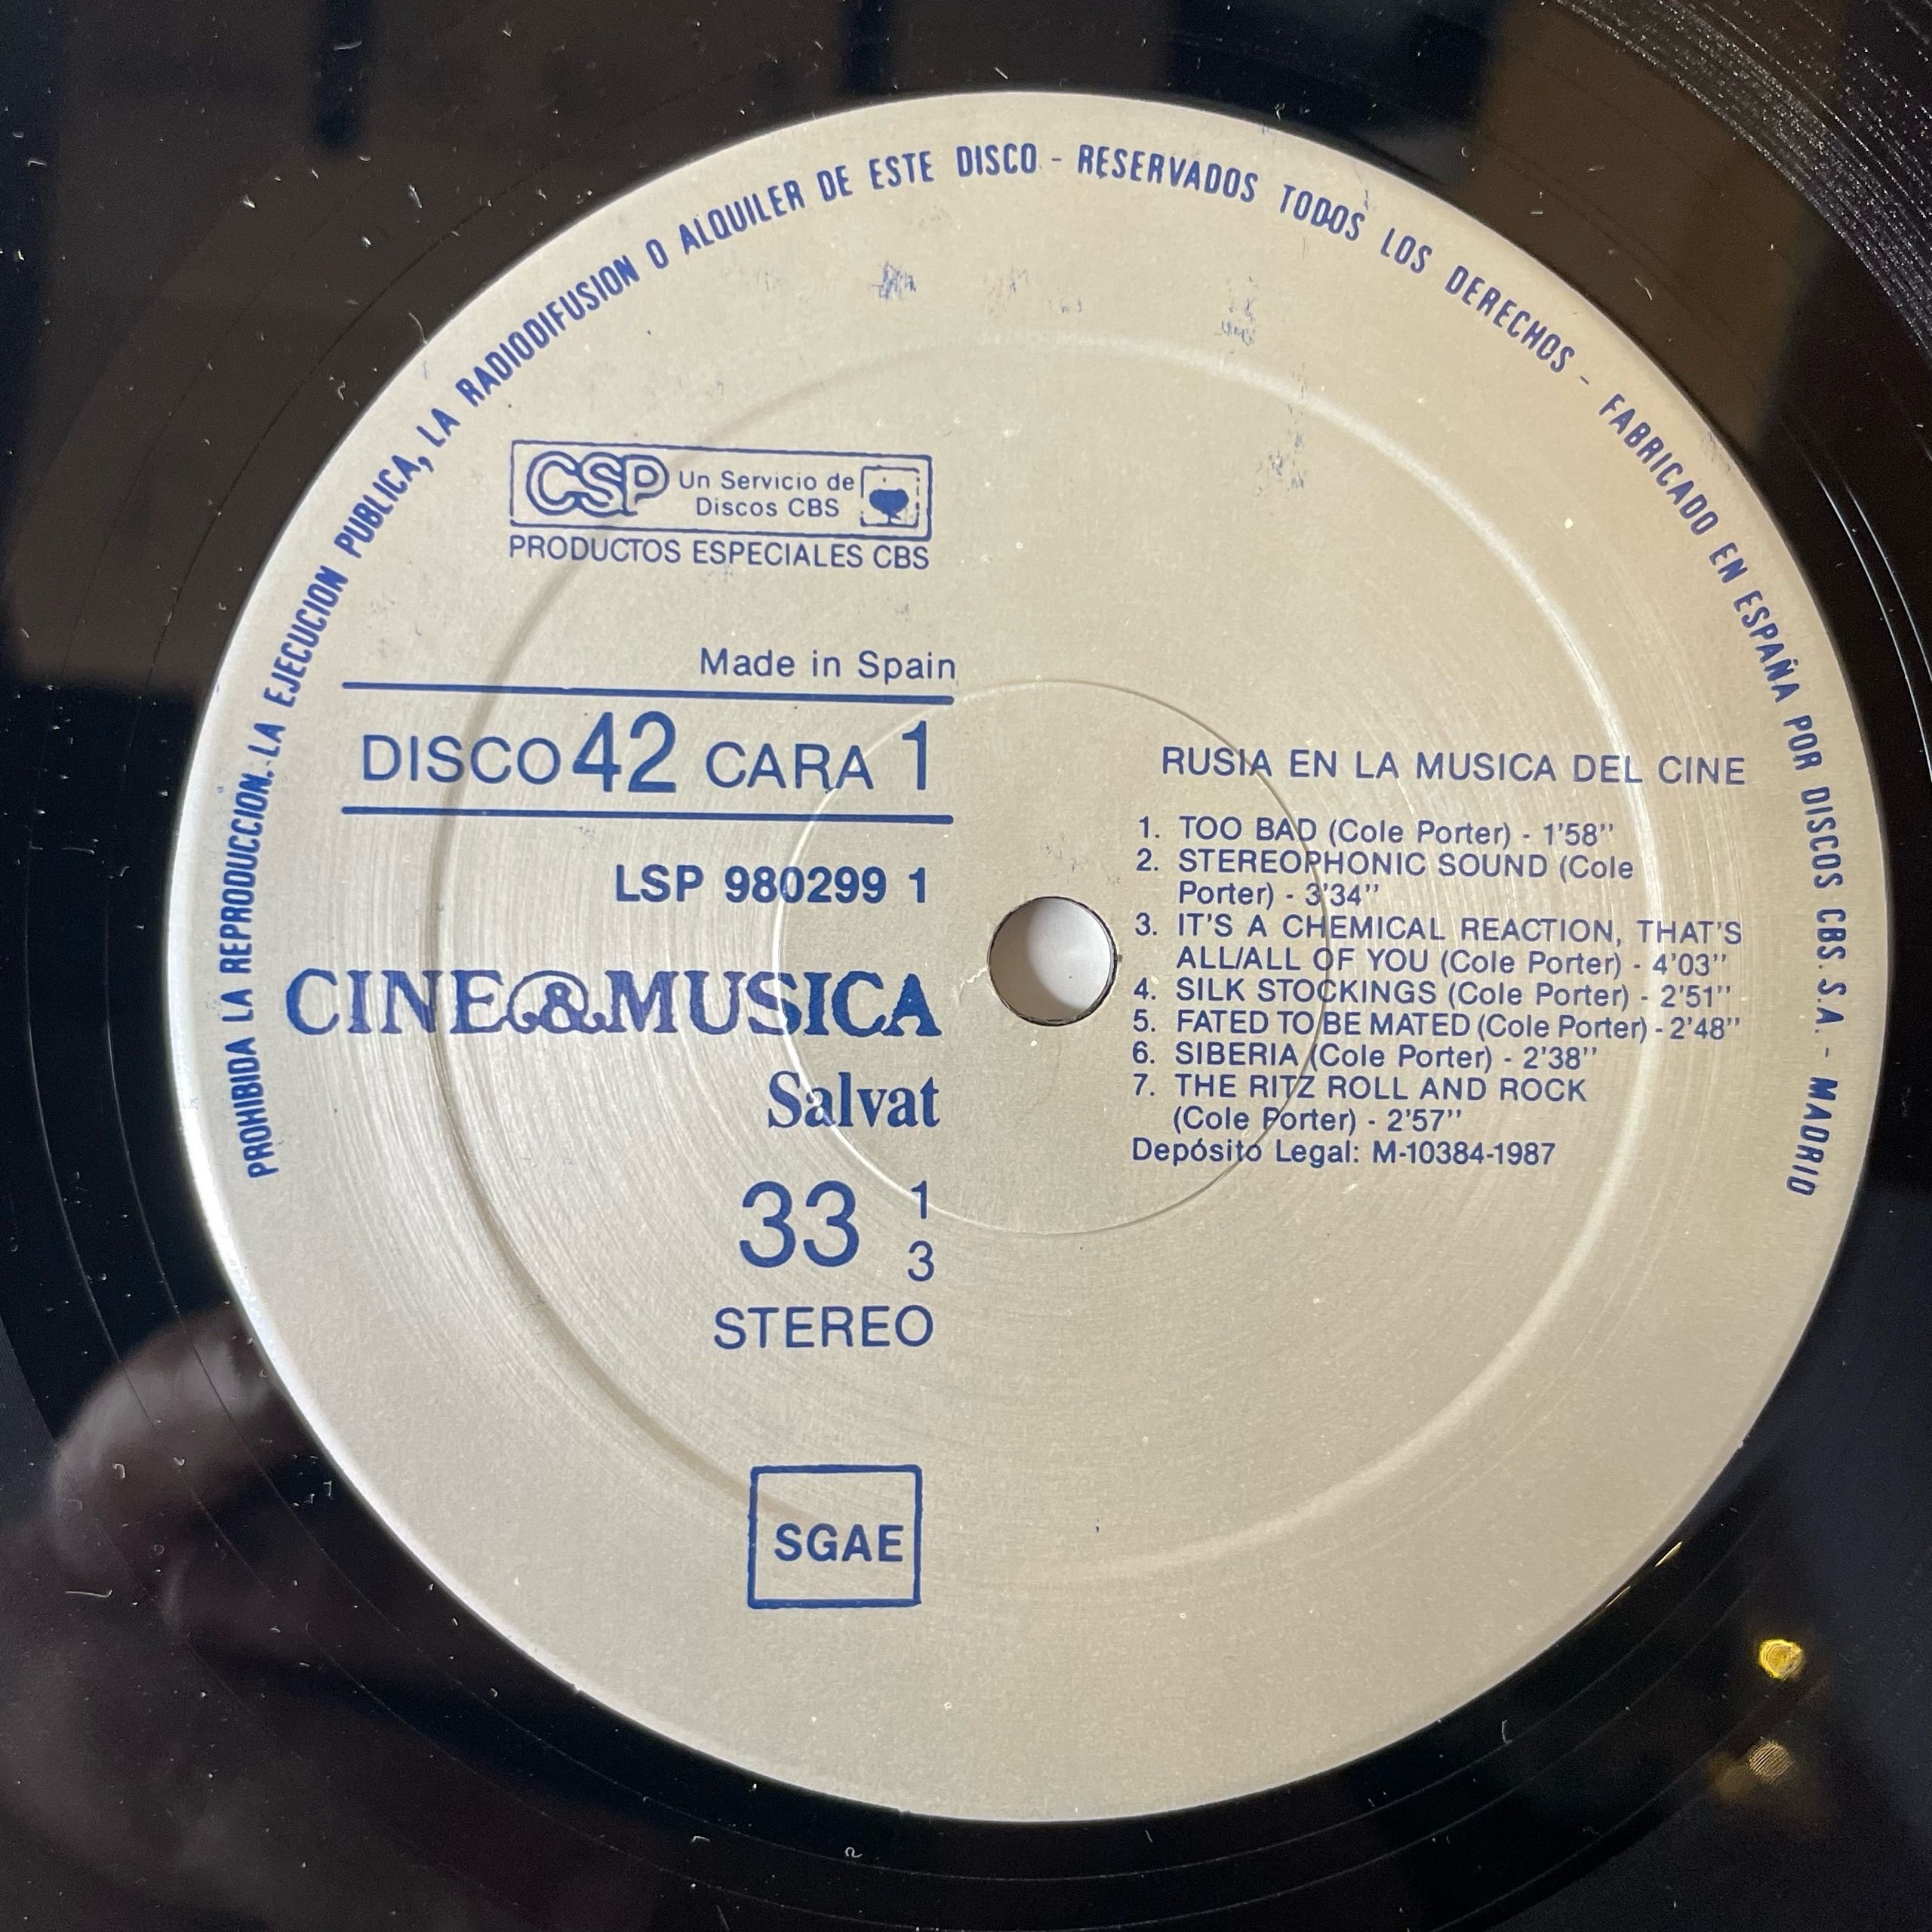 PROHIBIDA LA REPRODUCCION. LA EJECUCION PUBLICA, LA RADIODIFUSION O ALQUILER DE ESTE DISCO - RESERVADOS TODOS LOS DERECHOS - FABRICADO EN ESPAÑA POR DISCOS CBS. S.A. - MADRID
CSP Un Servicio de
Discos CBS
PRODUCTOS ESPECIALES CBS
Made in Spain
DISCO 42 CARA 1
LSP 980299 1
CINE&MUSICA
Salvat
33 1/3
STEREO
SGAE
RUSIA EN LA MUSICA DEL CINE
1. TOO BAD (Cole Porter) - 1'58''
2. STEREOPHONIC SOUND (Cole
Porter) - 3'34''
3. IT'S A CHEMICAL REACTION, THAT'S
ALL/ALL OF YOU (Cole Porter) - 4'03''
4. SILK STOCKINGS (Cole Porter) - 2'51''
5. FATED TO BE MATED (Cole Porter) - 2'48''
6. SIBERIA (Cole Porter) - 2'38''
7. THE RITZ ROLL AND ROCK
(Cole Porter) - 2'57''
Depósito Legal: M-10384-1987